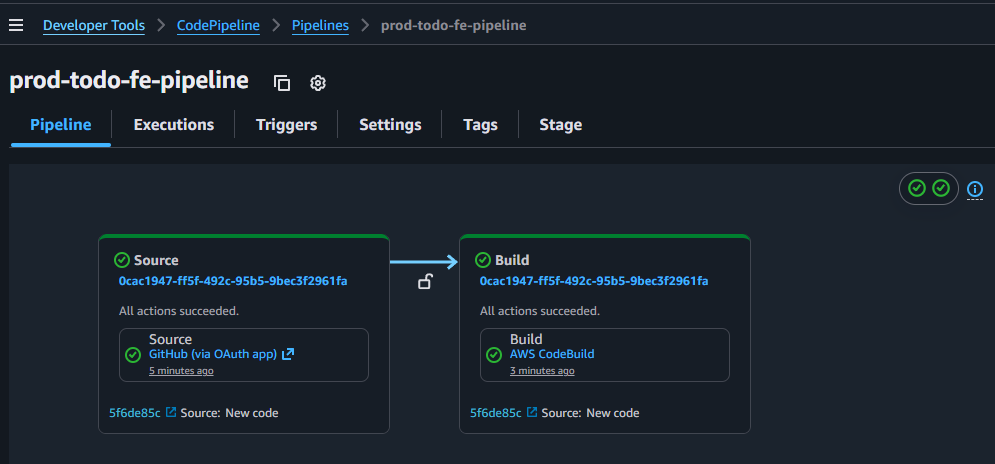 Developer Tools > CodePipeline > Pipelines > prod-todo-fe-pipeline
prod-todo-fe-pipeline
Pipeline Executions Triggers Settings Tags Stage
Source
0cac1947-ff5f-492c-95b5-9bec3f2961fa
All actions succeeded.
Source
GitHub (via OAuth app)
5 minutes ago
5f6de85c Source: New code
Build
0cac1947-ff5f-492c-95b5-9bec3f2961fa
All actions succeeded.
Build
AWS CodeBuild
3 minutes ago
5f6de85c Source: New code